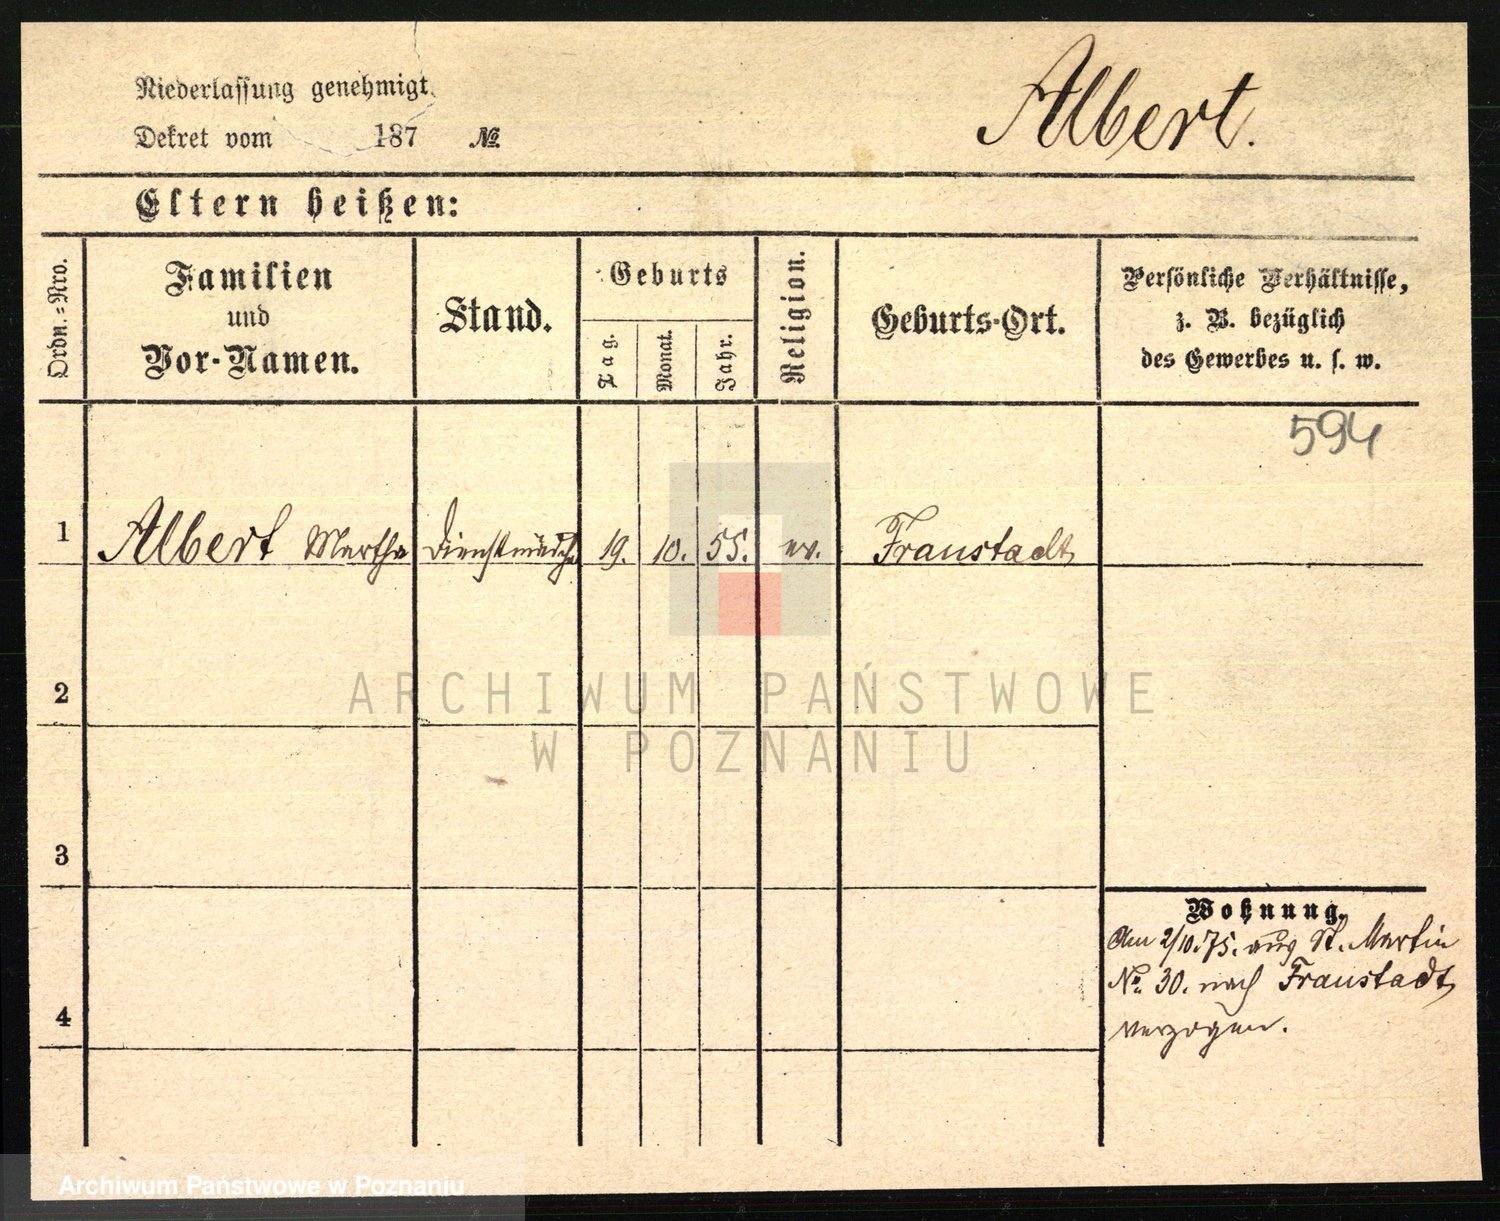 Niederlassung genehmigt
Dekret vom 187 №
Albert.
Eltern heißen:
Ordn.=Nro.
Familien
und
Vor-Namen.
Stand.
Geburts
Tag.
Monat.
Jahr.
Religion.
Geburts-Ort.
Persönliche Verhältnisse,
z. B. bezüglich
des Gewerbes u. s. w.
594
1 Albert Martha Dienstmädch. 19. 10. 55. ev. Fraustadt
2
3
4
Wohnung.
Am 2/10.75. aus St. Martin
No. 30. nach Fraustadt
verzogen.
ARCHIWUM PAŃSTWOWE
W POZNANIU
Archiwum Państwowe w Poznaniu